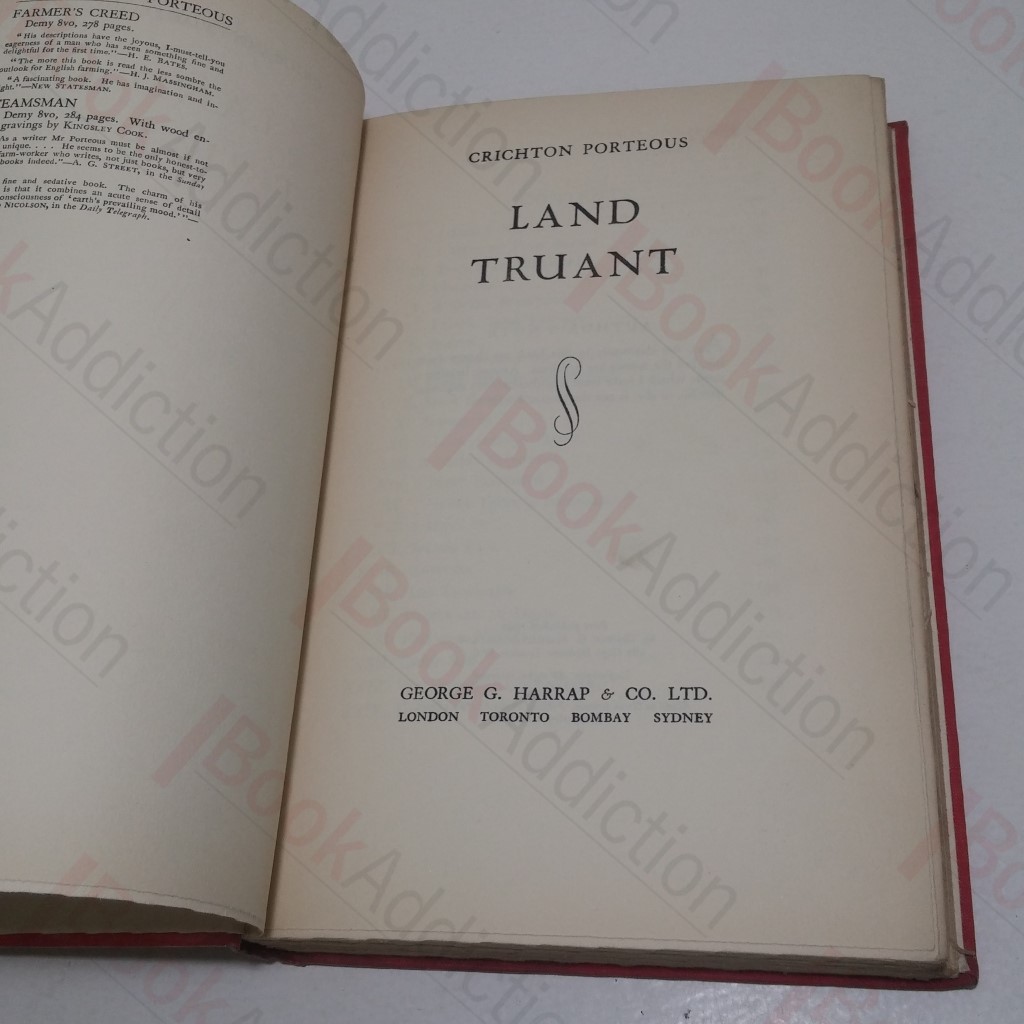 PORTEOUS
FARMER'S CREED
Demy 8vo, 278 pages.
"His descriptions have the joyous, I-must-tell-you
eagerness of a man who has seen something fine and
delightful for the first time."—H. E. BATES.
"The more this book is read the less sombre the
outlook for English farming."—H. J. MASSINGHAM.
"A fascinating book. He has imagination and in-
ght."—NEW STATESMAN.
TEAMSMAN
Demy 8vo, 284 pages. With wood en-
gravings by KINGSLEY COOK.
As a writer Mr Porteous must be almost if not
unique. . . . He seems to be the only honest-to-
farm-worker who writes, not just books, but very
books indeed."—A. G. STREET, in the Sunday
fine and sedative book. The charm of his
is that it combines an acute sense of detail
consciousness of 'earth's prevailing mood.'"—
NICOLSON, in the Daily Telegraph.
CRICHTON PORTEOUS
LAND
TRUANT
GEORGE G. HARRAP & CO. LTD.
LONDON TORONTO BOMBAY SYDNEY
BookAddiction